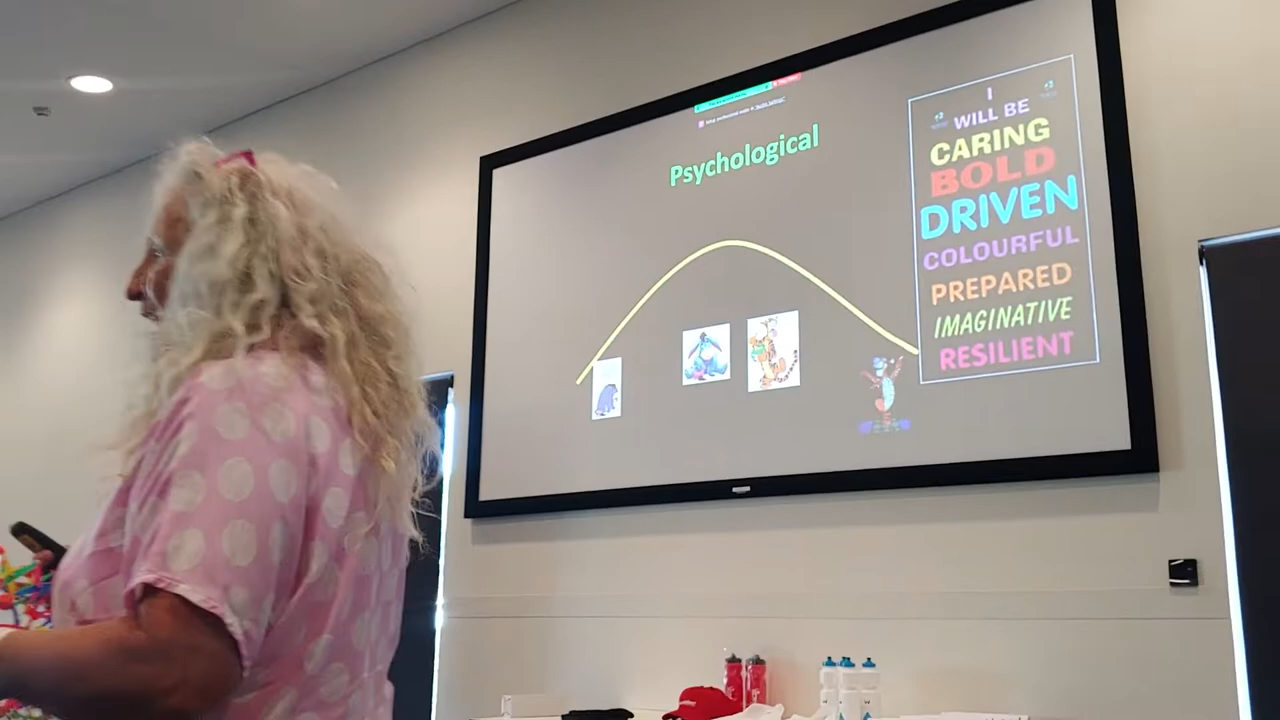 Psychological
I
WILL BE
CARING
BOLD
DRIVEN
COLOURFUL
PREPARED
IMAGINATIVE
RESILIENT